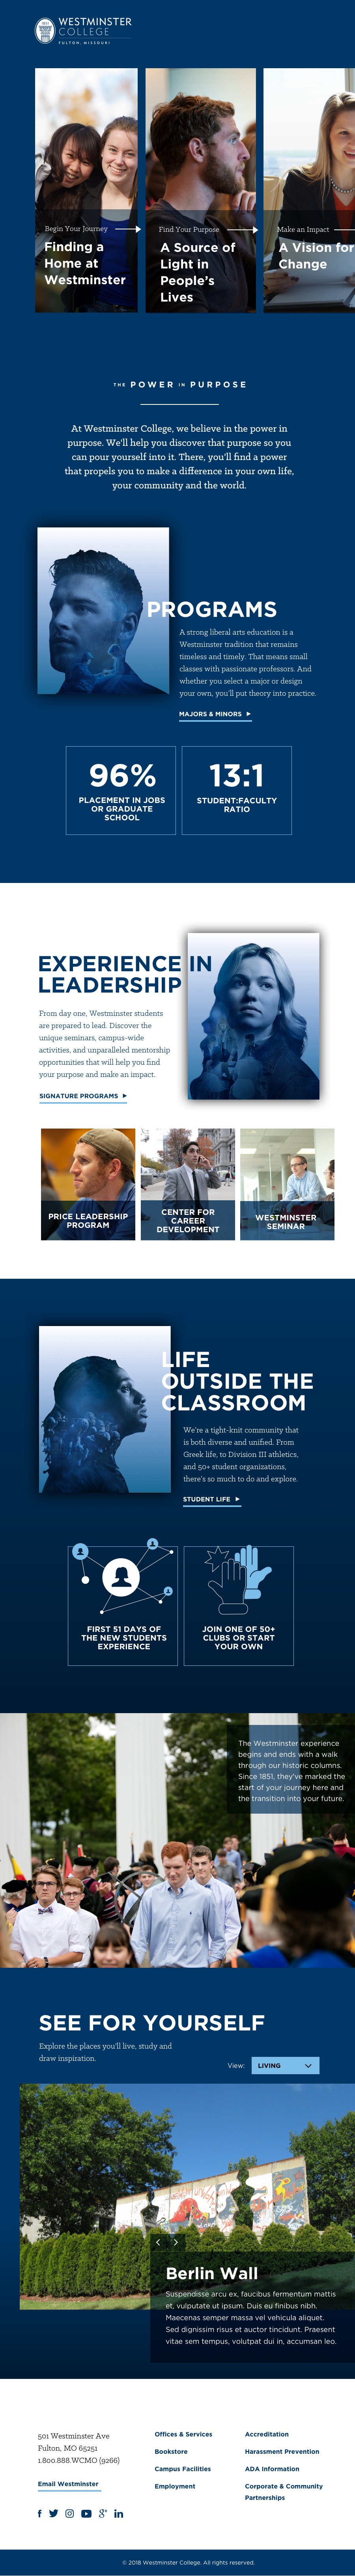 WESTMINSTER
COLLEGE
FULTON, MISSOURI
Begin Your Journey
Finding a
Home at
Westminster
Find Your Purpose
A Source of
Light in
People's
Lives
Make an Impact
A Vision for
Change
THE POWER IN PURPOSE
At Westminster College, we believe in the power in
purpose. We'll help you discover that purpose so you
can pour yourself into it. There, you'll find a power
that propels you to make a difference in your own life,
your community and the world.
PROGRAMS
A strong liberal arts education is a
Westminster tradition that remains
timeless and timely. That means small
classes with passionate professors. And
whether you select a major or design
your own, you'll put theory into practice.
MAJORS & MINORS
96%
PLACEMENT IN JOBS
OR GRADUATE
SCHOOL
13:1
STUDENT:FACULTY
RATIO
EXPERIENCE IN
LEADERSHIP
From day one, Westminster students
are prepared to lead. Discover the
unique seminars, campus-wide
activities, and unparalleled mentorship
opportunities that will help you find
your purpose and make an impact.
SIGNATURE PROGRAMS
PRICE LEADERSHIP
PROGRAM
CENTER FOR
CAREER
DEVELOPMENT
WESTMINSTER
SEMINAR
LIFE
OUTSIDE THE
CLASSROOM
We're a tight-knit community that
is both diverse and unified. From
Greek life, to Division III athletics,
and 50+ student organizations,
there's so much to do and explore.
STUDENT LIFE
FIRST 51 DAYS OF
THE NEW STUDENTS
EXPERIENCE
JOIN ONE OF 50+
CLUBS OR START
YOUR OWN
The Westminster experience
begins and ends with a walk
through our historic columns.
Since 1851, they've marked the
start of your journey here and
the transition into your future.
SEE FOR YOURSELF
Explore the places you'll live, study and
draw inspiration.
View: LIVING
Berlin Wall
Suspendisse arcu ex, faucibus fermentum mattis
et, vulputate ut ipsum. Duis eu finibus nibh.
Maecenas semper massa vel vehicula aliquet.
Sed dignissim risus et auctor tincidunt. Praesent
vitae sem tempus, volutpat dui in, accumsan leo.
501 Westminster Ave
Fulton, MO 65251
1.800.888.WCMO (9266)
Email Westminster
Offices & Services
Bookstore
Campus Facilities
Employment
Accreditation
Harassment Prevention
ADA Information
Corporate & Community
Partnerships
© 2018 Westminster College. All rights reserved.